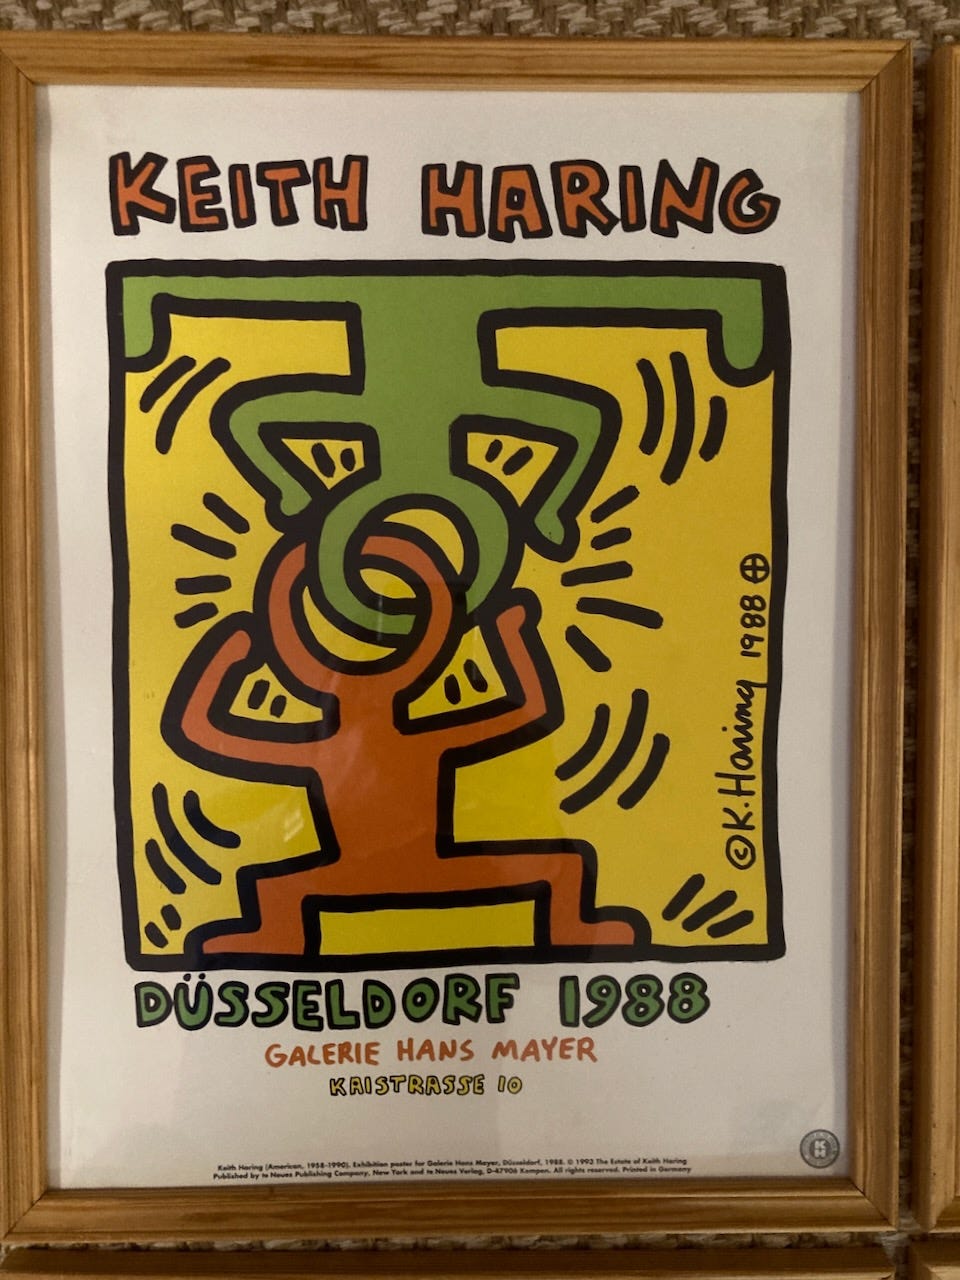 KEITH HARING
© K. Haring 1988
DÜSSELDORF 1988
GALERIE HANS MAYER
KAISTRASSE 10
Keith Haring (American, 1958-1990). Exhibition poster for Galerie Hans Mayer, Düsseldorf, 1988. © 1993 The Estate of Keith Haring
Published by te Neues Publishing Company, New York and te Neues Verlag, D-47906 Kempen. All rights reserved. Printed in Germany